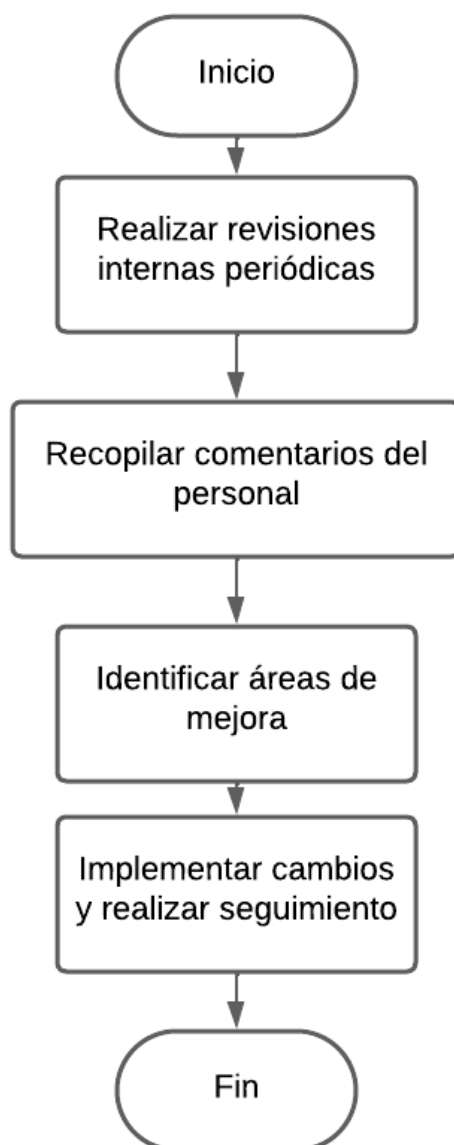 Inicio
Realizar revisiones
internas periódicas
Recopilar comentarios del
personal
Identificar áreas de
mejora
Implementar cambios
y realizar seguimiento
Fin